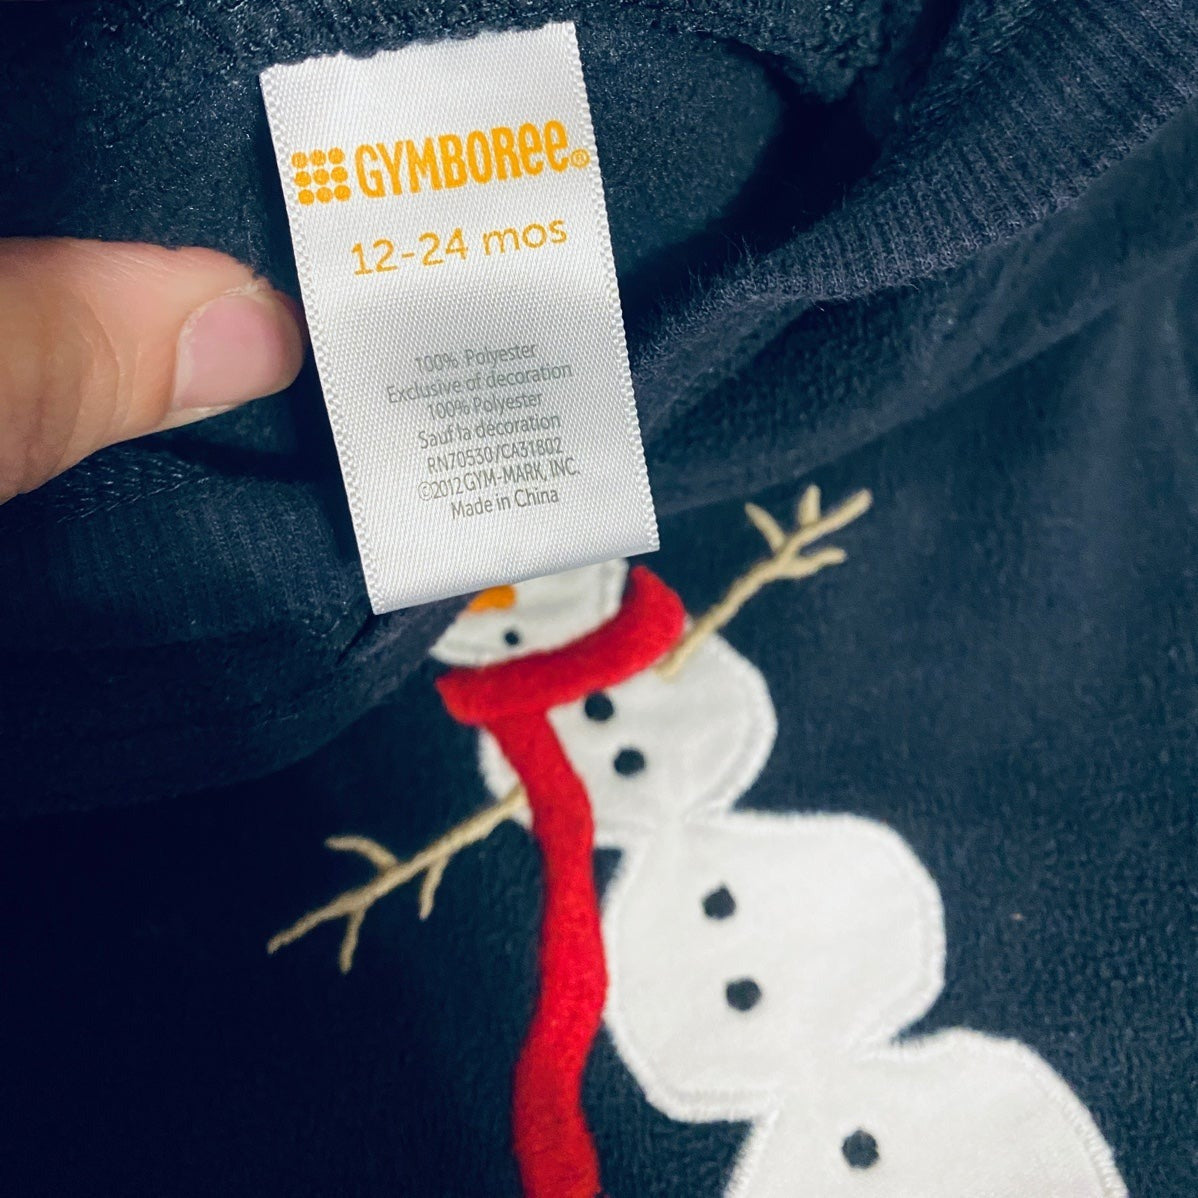 GYMBOREE®
12-24 mos
100% Polyester
Exclusive of decoration
100% Polyester
Sauf la décoration
RN70530/CA31802
©2012 GYM-MARK, INC.
Made in China